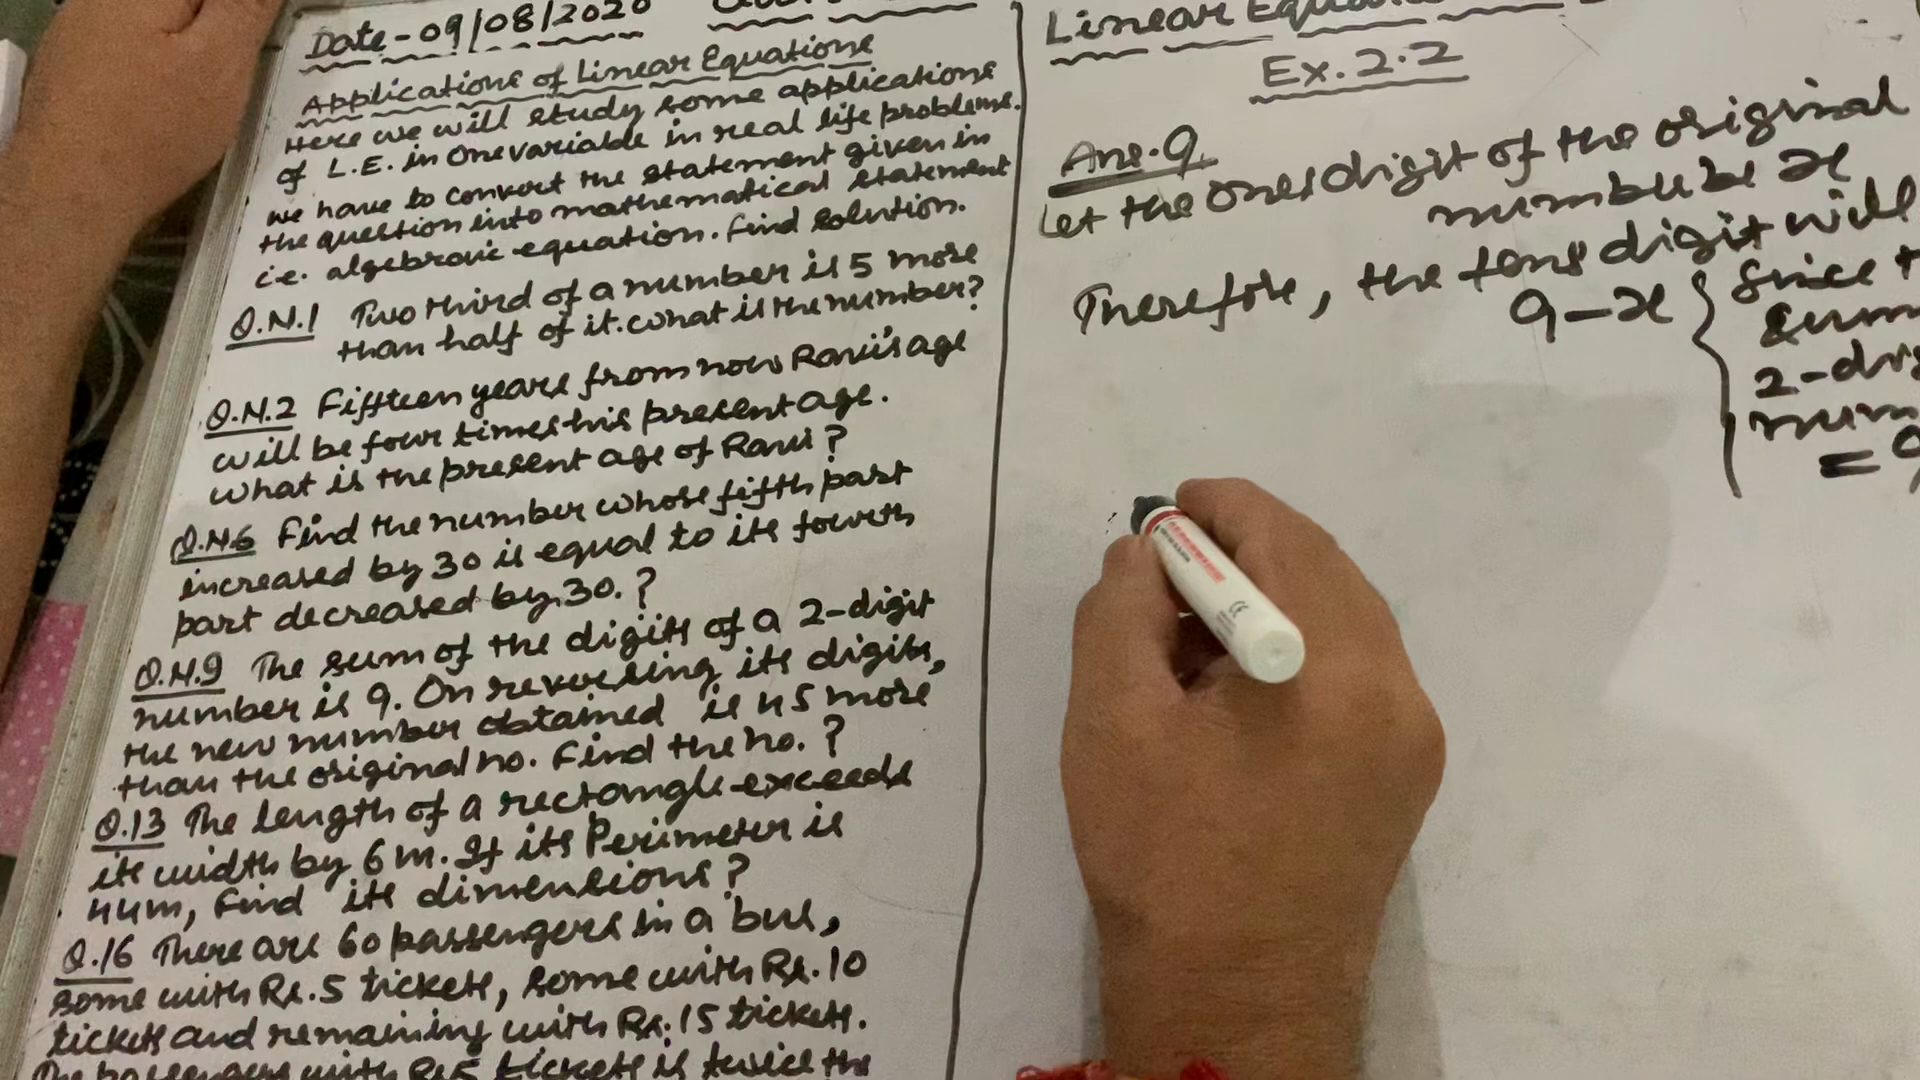 Date - 09/08/2020
Applications of Linear Equations
Here we will study some applications
of L.E. in one variable in real life problems.
we have to convert the statement given in
the question into mathematical statement
i.e. algebraic equation. find solution.
Q.N.1 Two third of a number is 5 more
than half of it. what is the number?
Q.N.2 Fifteen years from now Ravi's age
will be four times his present age.
what is the present age of Ravi?
Q.N.6 Find the number whose fifth part
increased by 30 is equal to its fourth
part decreased by 30. ?
Q.N.9 The sum of the digits of a 2-digit
number is 9. On reversing its digits,
the new number obtained is 45 more
than the original no. Find the no. ?
Q.13 The length of a rectangle exceeds
its width by 6m. If its Perimeter is
44m, find its dimensions?
Q.16 There are 60 passengers in a bus,
some with Rs.5 tickets, some with Rs.10
tickets and remaining with Rs.15 tickets.
The passengers with Rs5 tickets is twice the
Linear
Ex. 2.2
Ans. 9.
Let the ones digit of the original
number be x
Therefore, the tens digit will
9-x { Since
sum
2-
= 9